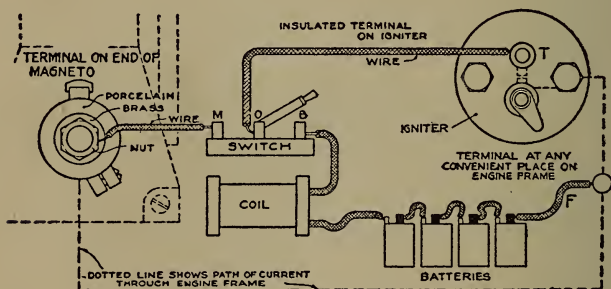 INSULATED TERMINAL
ON IGNITER
WIRE
T
TERMINAL ON END OF
MAGNETO
PORCELAIN
BRASS
WIRE
NUT
M
O
B
SWITCH
IGNITER
TERMINAL AT ANY
CONVENIENT PLACE ON
ENGINE FRAME
COIL
F
BATTERIES
DOTTED LINE SHOWS PATH OF CURRENT
THROUGH ENGINE FRAME